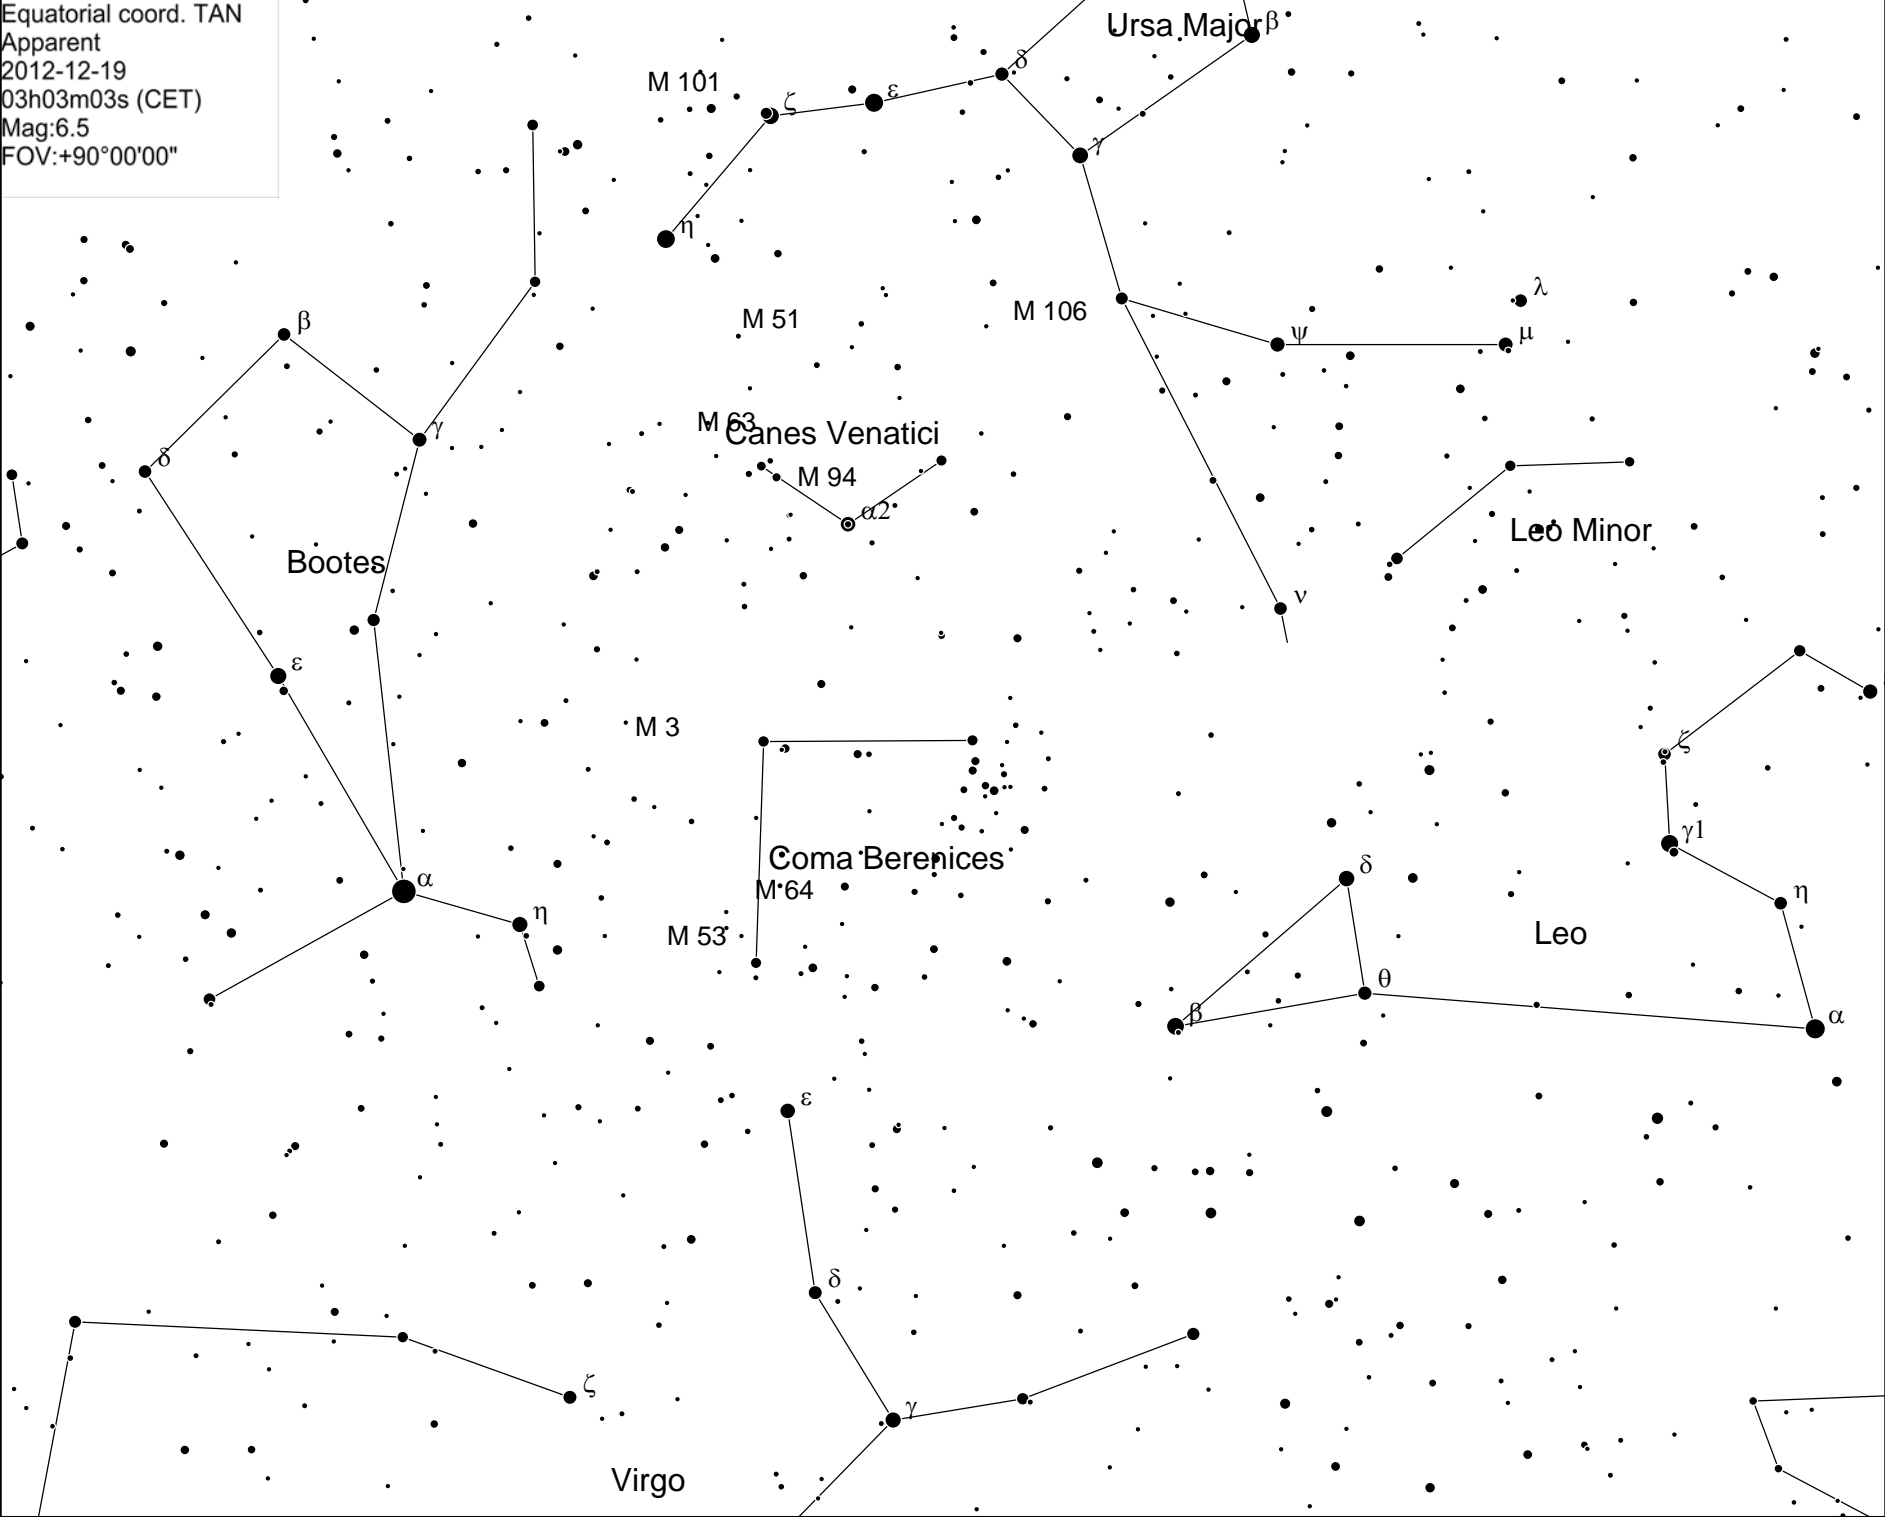 Equatorial coord. TAN
Apparent
2012-12-19
03h03m03s (CET)
Mag:6.5
FOV:+90°00'00"
Ursa Major
β
δ
M 101
ζ
ε
γ
η
λ
M 106
M 51
β
ψ
μ
M 63
γ
Canes Venatici
δ
M 94
α2
Leo Minor
Bootes
ν
ε
M 3
ζ
γ1
Coma Berenices
δ
α
M 64
η
η
Leo
M 53
θ
β
α
ε
δ
ζ
γ
Virgo